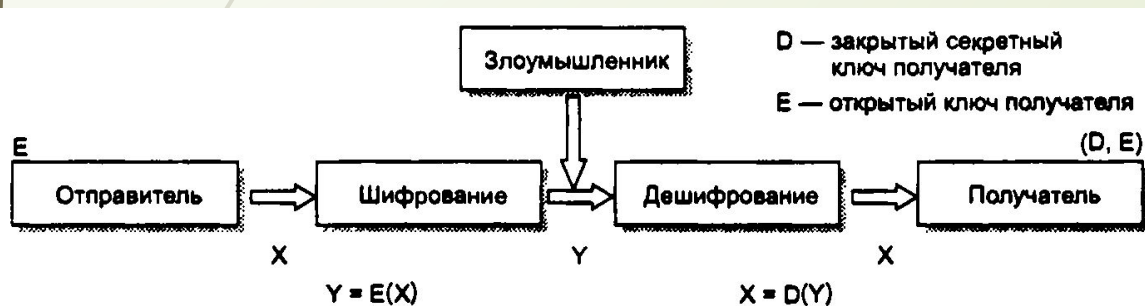 Злоумышленник
D — закрытый секретный
ключ получателя
E — открытый ключ получателя
E
(D, E)
Отправитель
Шифрование
Дешифрование
Получатель
X
Y
X
Y = E(X)
X = D(Y)